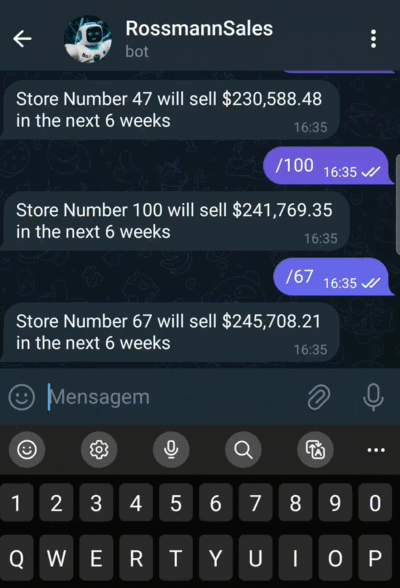 RossmannSales
bot
Store Number 47 will sell $230,588.48
in the next 6 weeks
16:35
/100 16:35
Store Number 100 will sell $241,769.35
in the next 6 weeks
16:35
/67 16:35
Store Number 67 will sell $245,708.21
in the next 6 weeks
16:35
Mensagem
1 2 3 4 5 6 7 8 9 0
Q W E R T Y U I O P